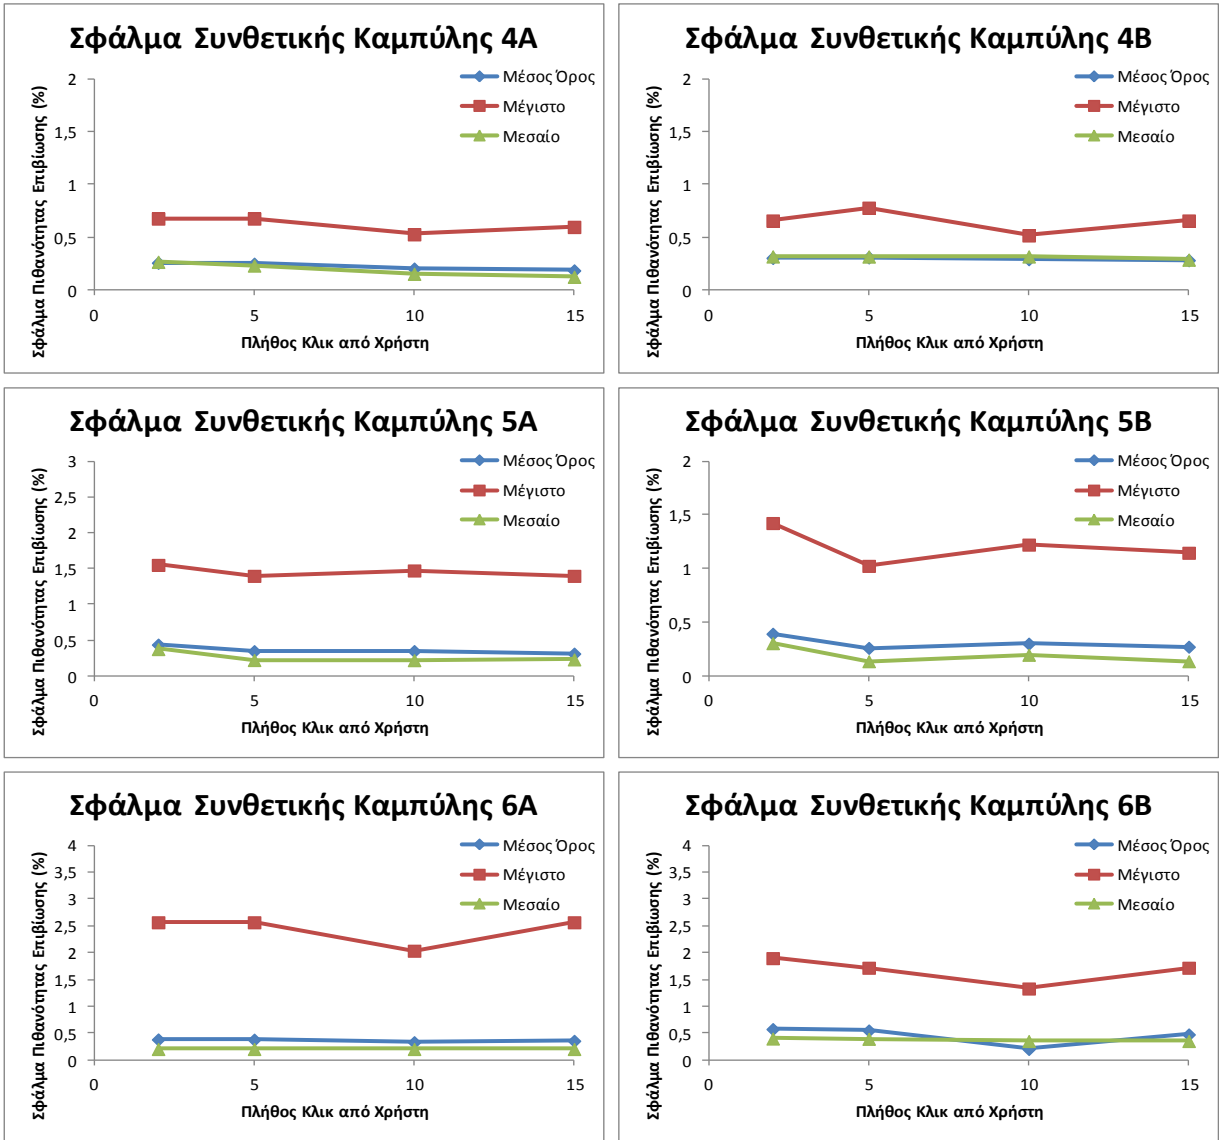 Σφάλμα Συνθετικής Καμπύλης 4Α
Σφάλμα Πιθανότητας Επιβίωσης (%)
2
1,5
1
0,5
0
0
5
10
15
Πλήθος Κλικ από Χρήστη
Μέσος Όρος
Μέγιστο
Μεσαίο
Σφάλμα Συνθετικής Καμπύλης 4Β
Σφάλμα Πιθανότητας Επιβίωσης (%)
2
1,5
1
0,5
0
0
5
10
15
Πλήθος Κλικ από Χρήστη
Μέσος Όρος
Μέγιστο
Μεσαίο
Σφάλμα Συνθετικής Καμπύλης 5Α
Σφάλμα Πιθανότητας Επιβίωσης (%)
3
2,5
2
1,5
1
0,5
0
0
5
10
15
Πλήθος Κλικ από Χρήστη
Μέσος Όρος
Μέγιστο
Μεσαίο
Σφάλμα Συνθετικής Καμπύλης 5Β
Σφάλμα Πιθανότητας Επιβίωσης (%)
2
1,5
1
0,5
0
0
5
10
15
Πλήθος Κλικ από Χρήστη
Μέσος Όρος
Μέγιστο
Μεσαίο
Σφάλμα Συνθετικής Καμπύλης 6Α
Σφάλμα Πιθανότητας Επιβίωσης (%)
4
3,5
3
2,5
2
1,5
1
0,5
0
0
5
10
15
Πλήθος Κλικ από Χρήστη
Μέσος Όρος
Μέγιστο
Μεσαίο
Σφάλμα Συνθετικής Καμπύλης 6Β
Σφάλμα Πιθανότητας Επιβίωσης (%)
4
3,5
3
2,5
2
1,5
1
0,5
0
0
5
10
15
Πλήθος Κλικ από Χρήστη
Μέσος Όρος
Μέγιστο
Μεσαίο